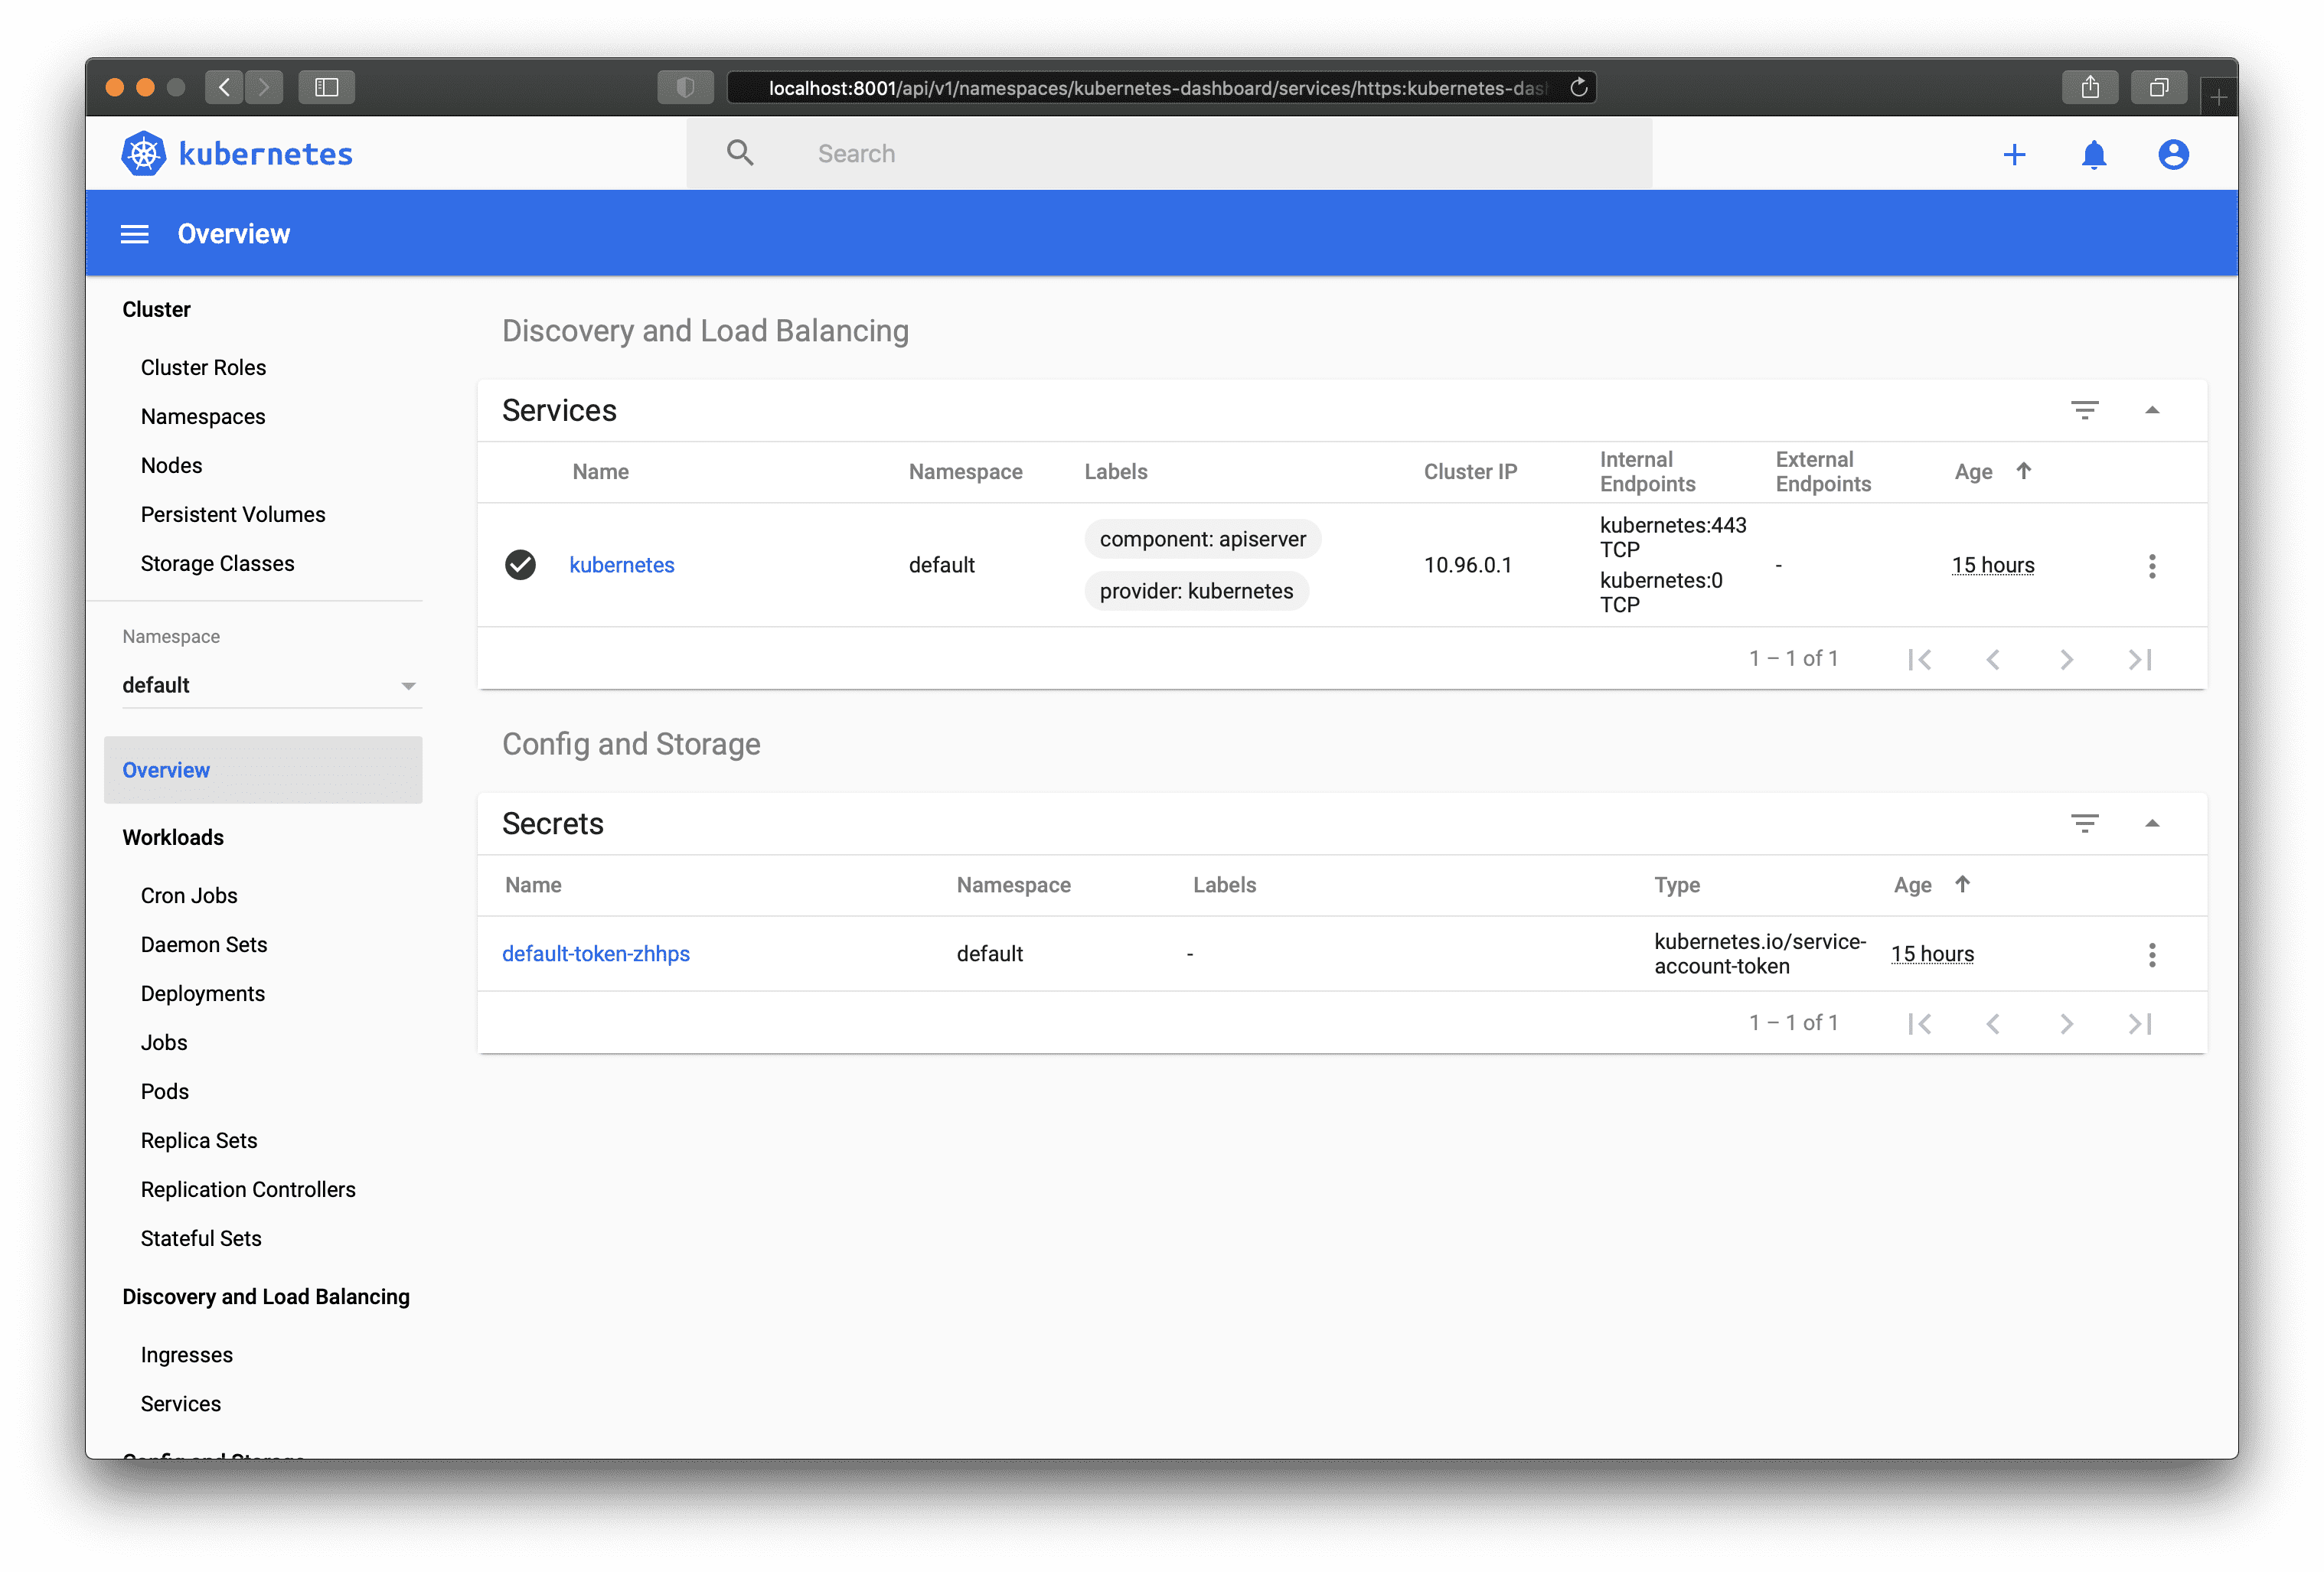 localhost:8001/api/v1/namespaces/kubernetes-dashboard/services/https:kubernetes-das
kubernetes
Search
Overview
Cluster
Cluster Roles
Namespaces
Nodes
Persistent Volumes
Storage Classes
Namespace
default
Overview
Workloads
Cron Jobs
Daemon Sets
Deployments
Jobs
Pods
Replica Sets
Replication Controllers
Stateful Sets
Discovery and Load Balancing
Ingresses
Services
Config and Storage
Discovery and Load Balancing
Services
Name Namespace Labels Cluster IP Internal Endpoints External Endpoints Age
kubernetes default component: apiserver provider: kubernetes 10.96.0.1 kubernetes:443 TCP kubernetes:0 TCP - 15 hours
1 – 1 of 1
Config and Storage
Secrets
Name Namespace Labels Type Age
default-token-zhhps default - kubernetes.io/service-account-token 15 hours
1 – 1 of 1